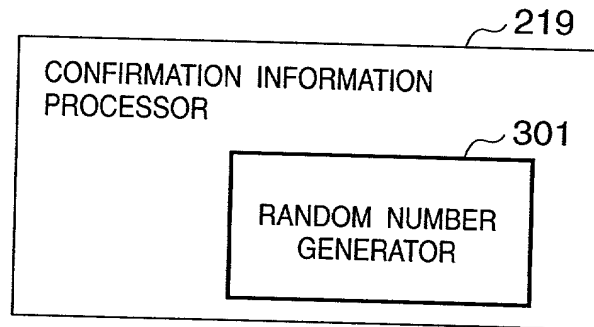 219
CONFIRMATION INFORMATION
PROCESSOR
301
RANDOM NUMBER
GENERATOR